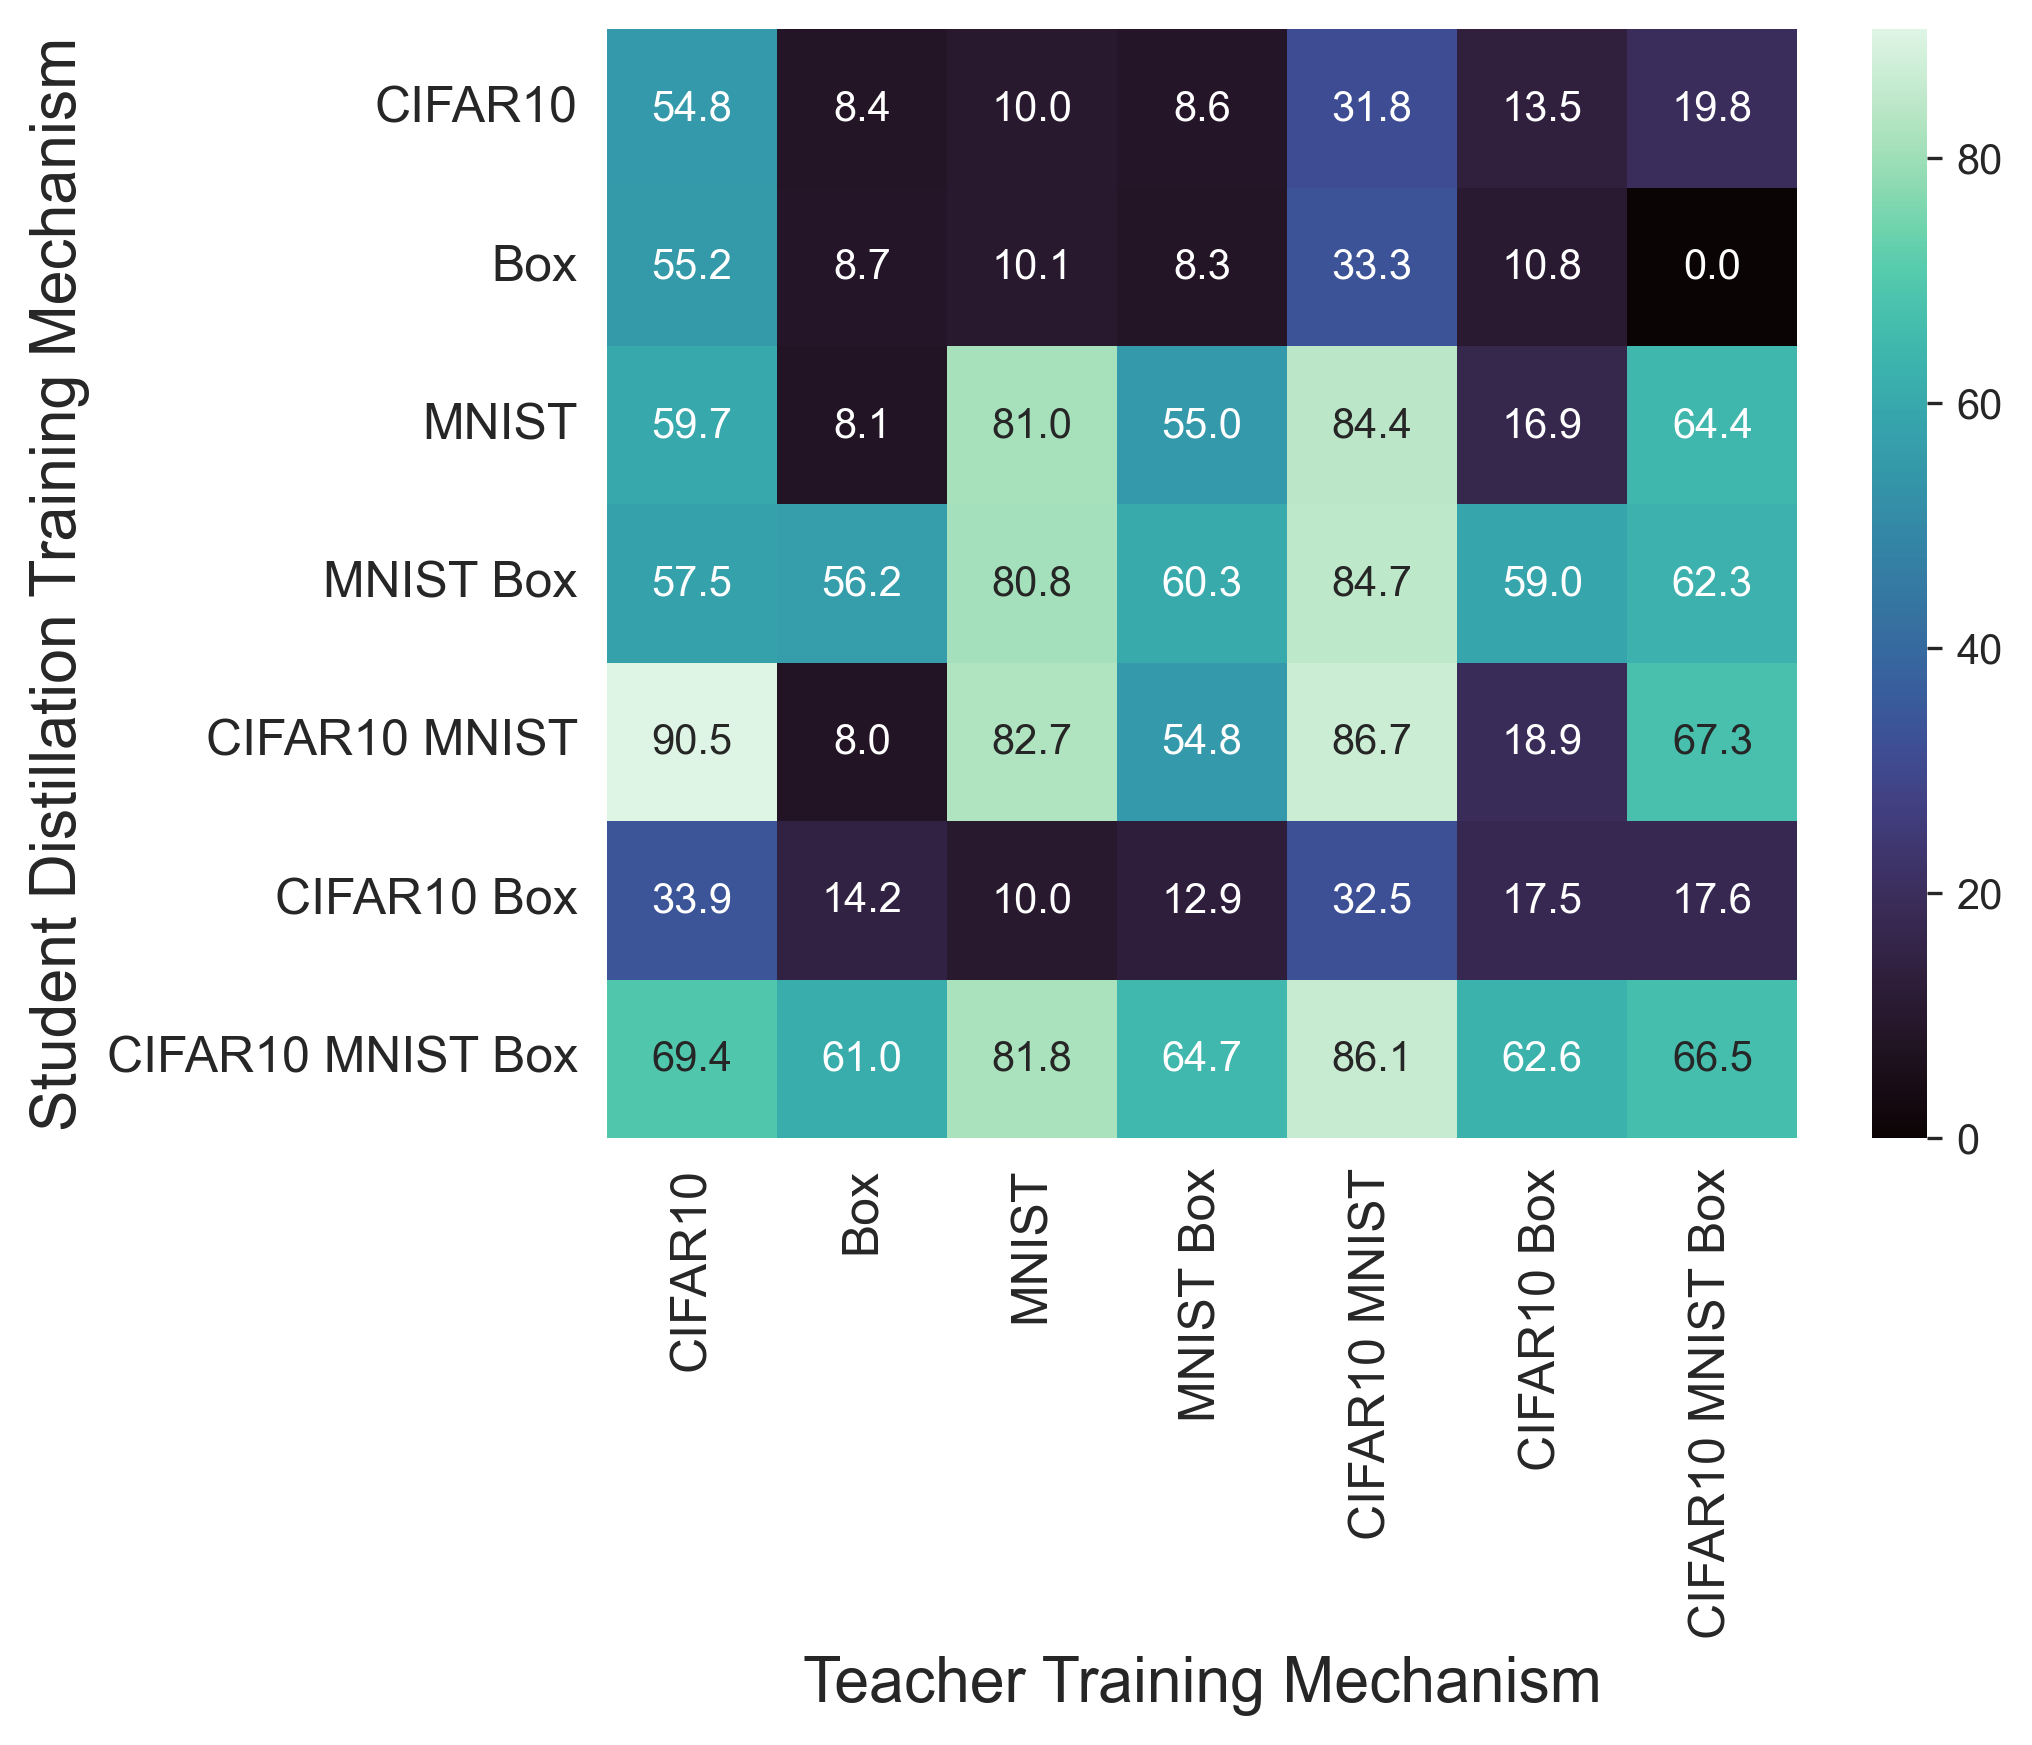 Student Distillation Training Mechanism
CIFAR10 54.8 8.4 10.0 8.6 31.8 13.5 19.8
Box 55.2 8.7 10.1 8.3 33.3 10.8 0.0
MNIST 59.7 8.1 81.0 55.0 84.4 16.9 64.4
MNIST Box 57.5 56.2 80.8 60.3 84.7 59.0 62.3
CIFAR10 MNIST 90.5 8.0 82.7 54.8 86.7 18.9 67.3
CIFAR10 Box 33.9 14.2 10.0 12.9 32.5 17.5 17.6
CIFAR10 MNIST Box 69.4 61.0 81.8 64.7 86.1 62.6 66.5
80
60
40
20
0
CIFAR10
Box
MNIST
MNIST Box
CIFAR10 MNIST
CIFAR10 Box
CIFAR10 MNIST Box
Teacher Training Mechanism